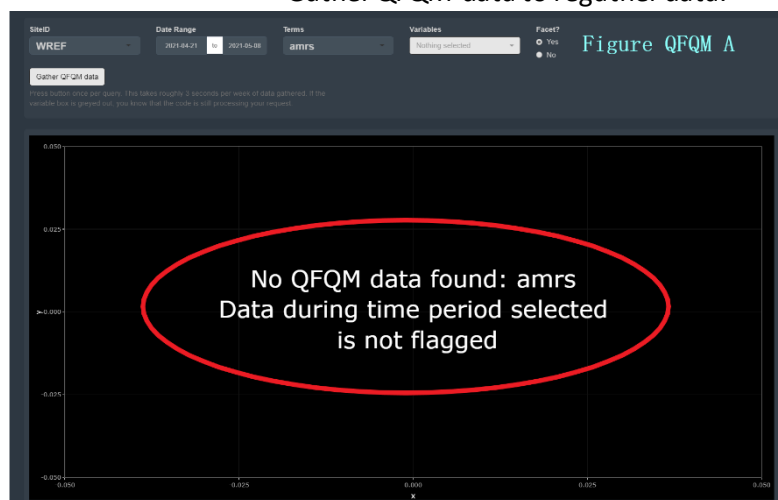 Gather QFQM data to regather data.
SiteID Date Range Terms Variables Facet?
WREF 2021-04-21 to 2021-05-08 amrs Nothing selected Yes
No
Figure QFQM A
Gather QFQM data
Press button once per query. This takes roughly 3 seconds per week of data gathered. If the
variable box is greyed out, you know that the code is still processing your request.
0.050
0.025
No QFQM data found: amrs
Data during time period selected
is not flagged
y
0.000
-0.025
-0.050
0.050 0.025 0.000 0.025 0.050
x